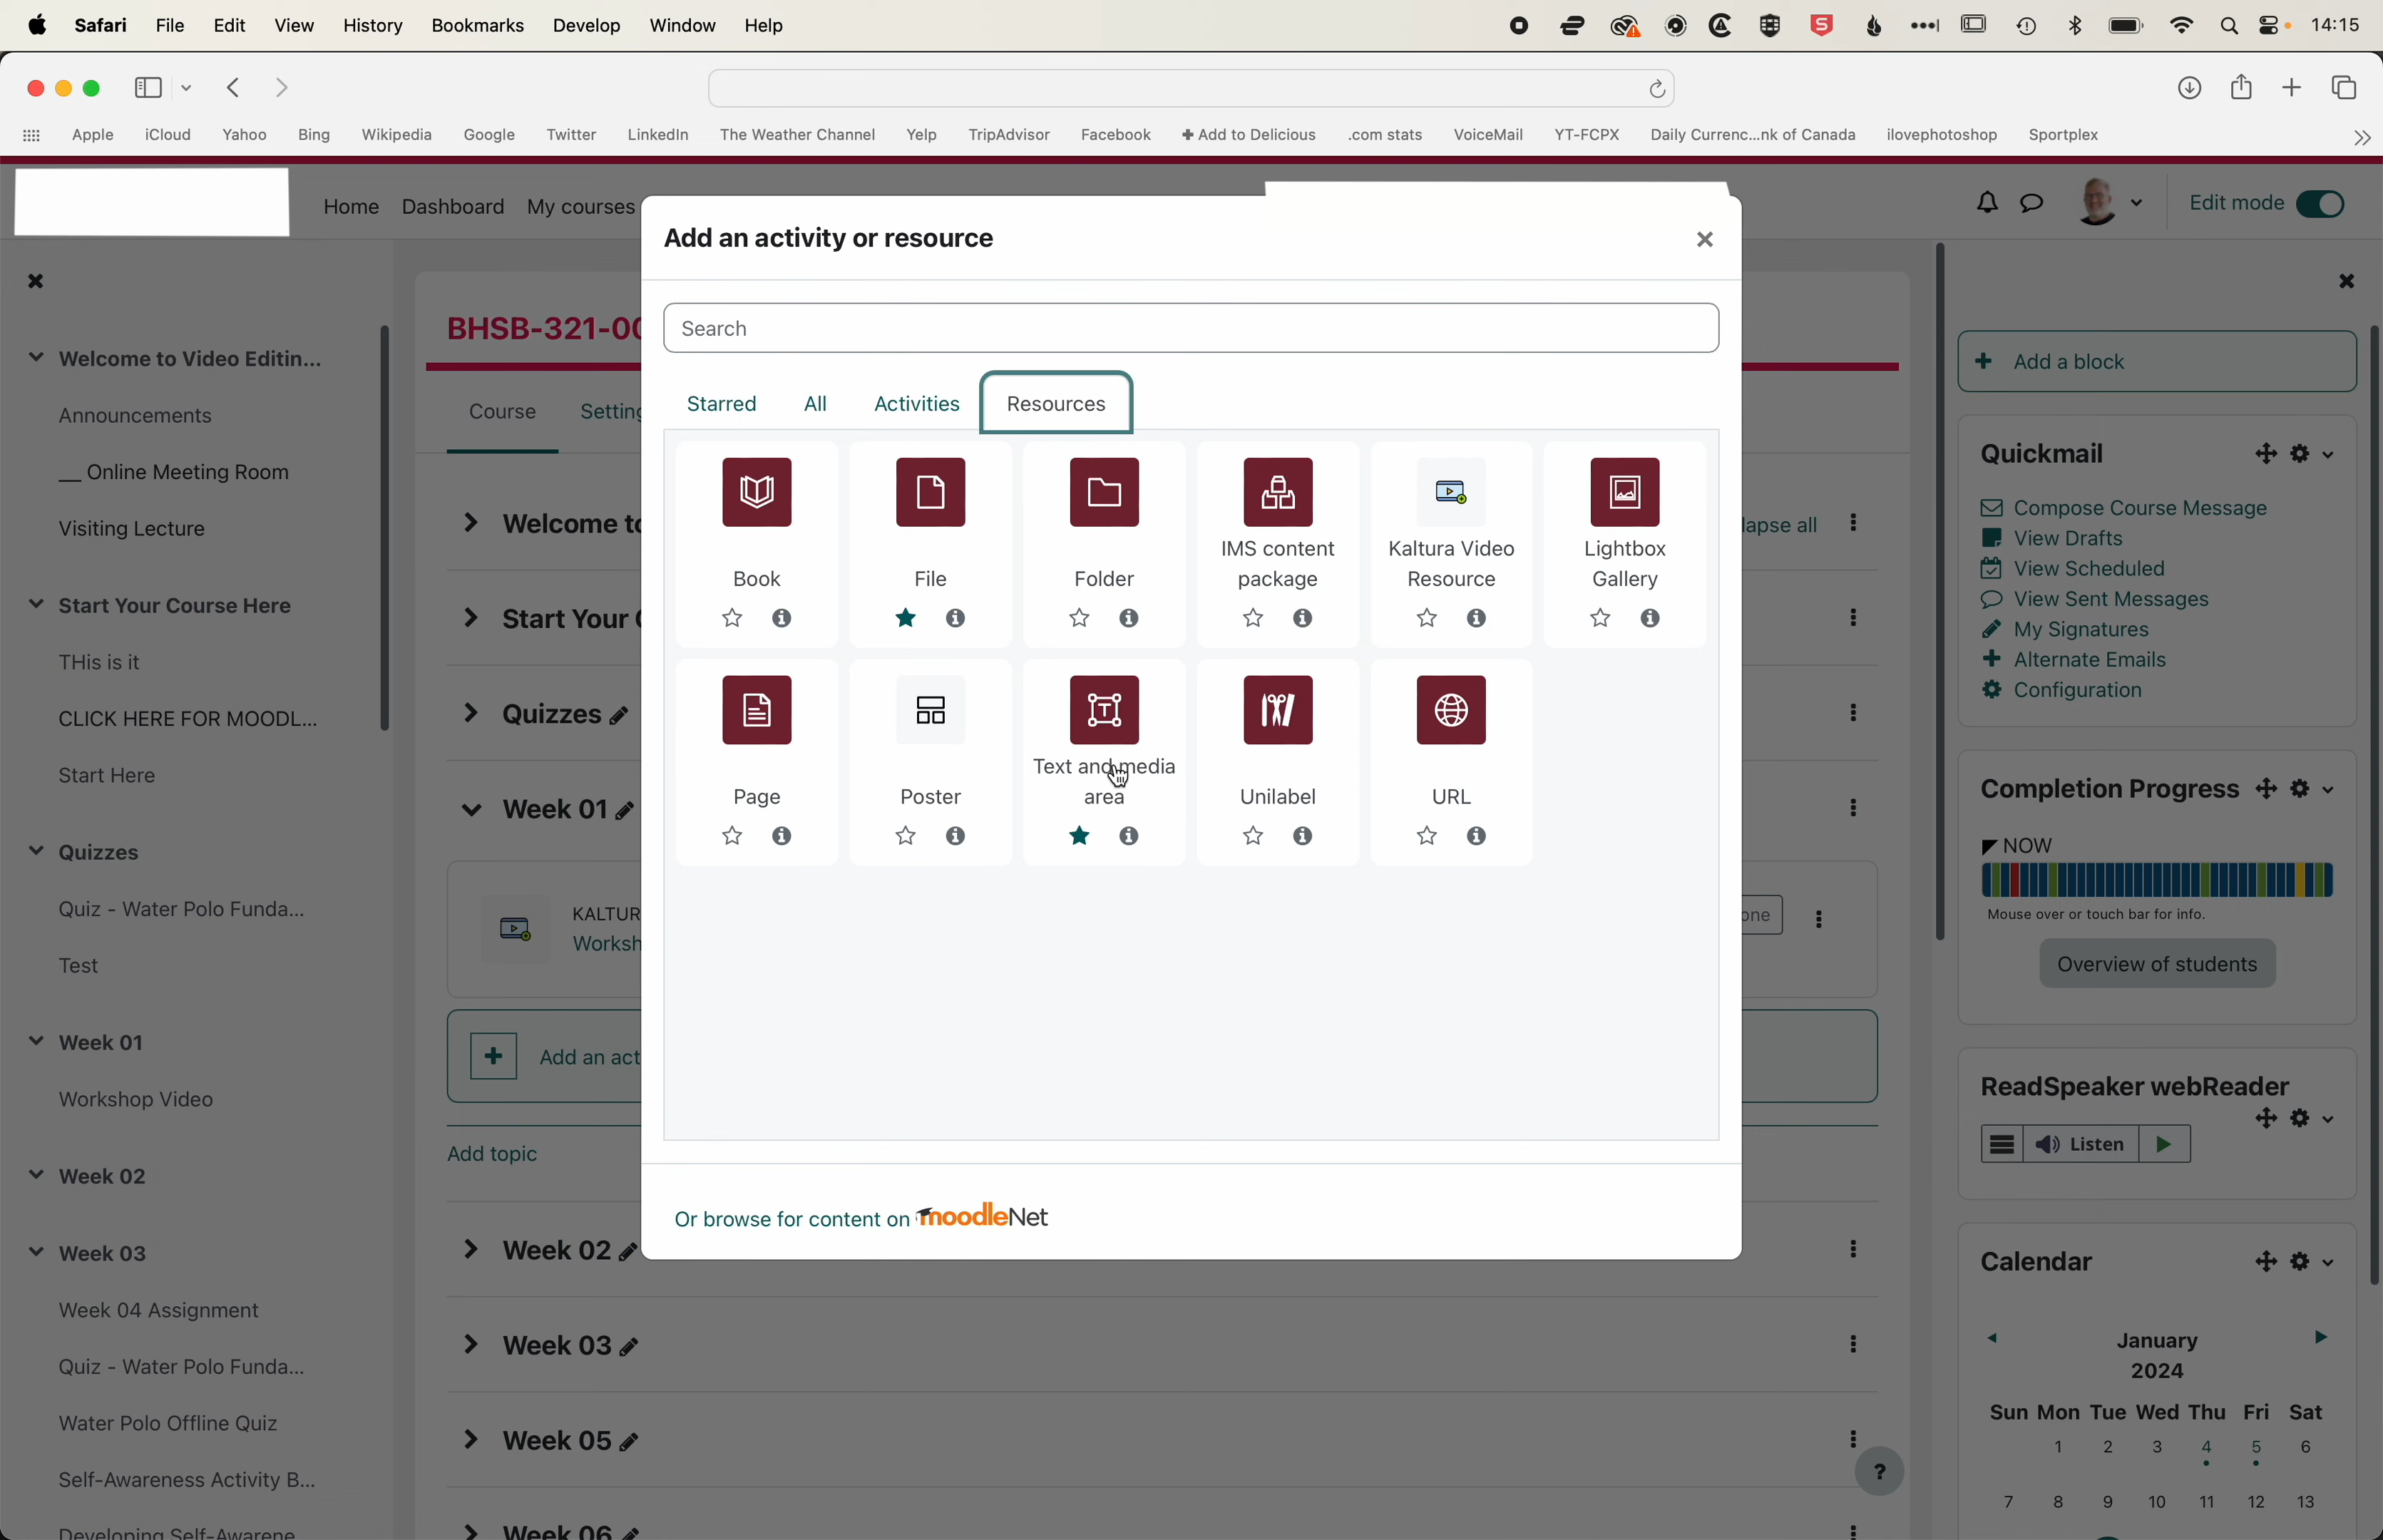 Safari File Edit View History Bookmarks Develop Window Help 14:15
Apple iCloud Yahoo Bing Wikipedia Google Twitter LinkedIn The Weather Channel Yelp TripAdvisor Facebook + Add to Delicious .com stats VoiceMail YT-FCPX Daily Currenc...nk of Canada ilovephotoshop Sportplex
Home Dashboard My courses
Edit mode
Welcome to Video Editin...
Announcements
__ Online Meeting Room
Visiting Lecture
Start Your Course Here
THis is it
CLICK HERE FOR MOODL...
Start Here
Quizzes
Quiz - Water Polo Funda...
Test
Week 01
Workshop Video
Week 02
Week 03
Week 04 Assignment
Quiz - Water Polo Funda...
Water Polo Offline Quiz
Self-Awareness Activity B...
Developing Self-Awarene
BHSB-321-00
Course Setting
Welcome to
lapse all
Start Your C
Quizzes
Week 01
KALTUR
Worksh
one
Add an act
Add topic
Week 02
Week 03
Week 05
Week 06
?
Add an activity or resource
Search
Starred All Activities Resources
Book
File
Folder
IMS content
package
Kaltura Video
Resource
Lightbox
Gallery
Page
Poster
Text and media
area
Unilabel
URL
Or browse for content on moodleNet
Add a block
Quickmail
Compose Course Message
View Drafts
View Scheduled
View Sent Messages
My Signatures
Alternate Emails
Configuration
Completion Progress
NOW
Mouse over or touch bar for info.
Overview of students
ReadSpeaker webReader
Listen
Calendar
January
2024
Sun Mon Tue Wed Thu Fri Sat
1 2 3 4 5 6
7 8 9 10 11 12 13